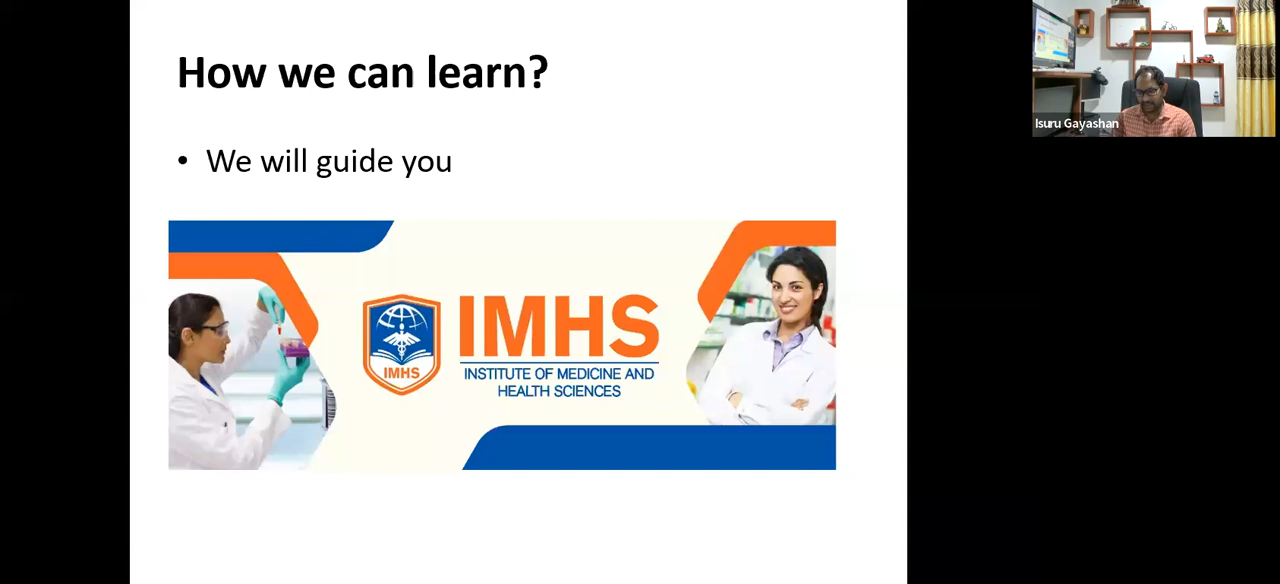 How we can learn?
• We will guide you
IMHS
IMHS
INSTITUTE OF MEDICINE AND
HEALTH SCIENCES
Isuru Gayashan